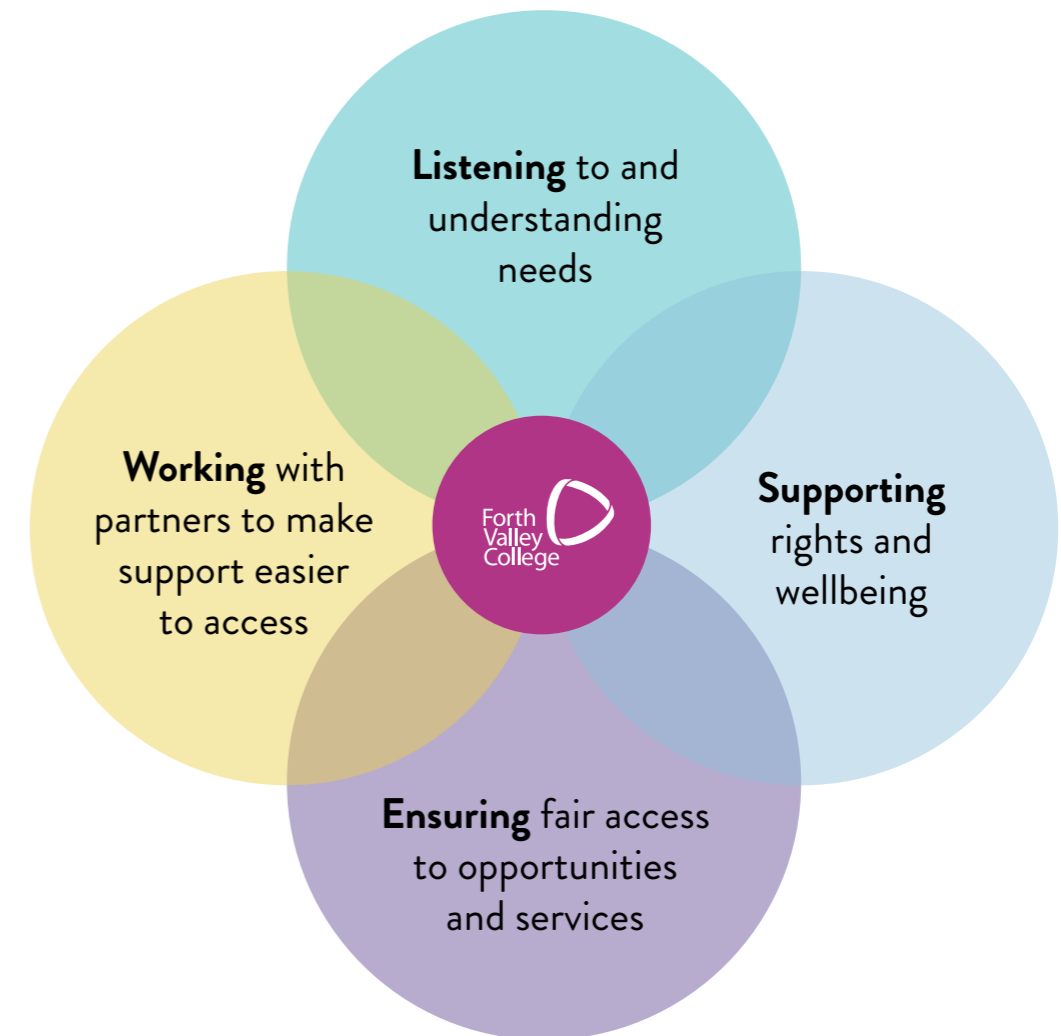 Listening to and
understanding
needs
Working with
partners to make
support easier
to access
Forth
Valley
College
Supporting
rights and
wellbeing
Ensuring fair access
to opportunities
and services